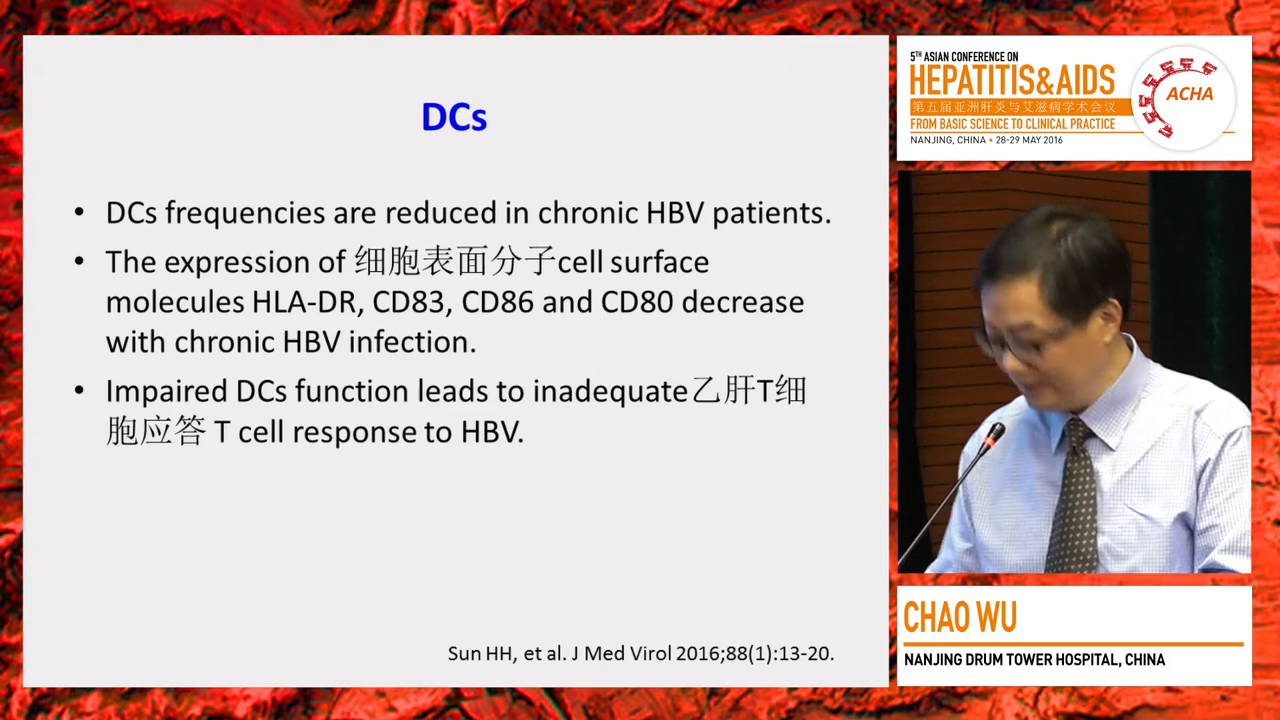 DCs
• DCs frequencies are reduced in chronic HBV patients.
• The expression of 细胞表面分子cell surface
molecules HLA-DR, CD83, CD86 and CD80 decrease
with chronic HBV infection.
• Impaired DCs function leads to inadequate乙肝T细
胞应答 T cell response to HBV.
Sun HH, et al. J Med Virol 2016;88(1):13-20.
5TH ASIAN CONFERENCE ON
HEPATITIS&AIDS
第五届亚洲肝炎与艾滋病学术会议
FROM BASIC SCIENCE TO CLINICAL PRACTICE
NANJING, CHINA • 28-29 MAY 2016
ACHA
CHAO WU
NANJING DRUM TOWER HOSPITAL, CHINA